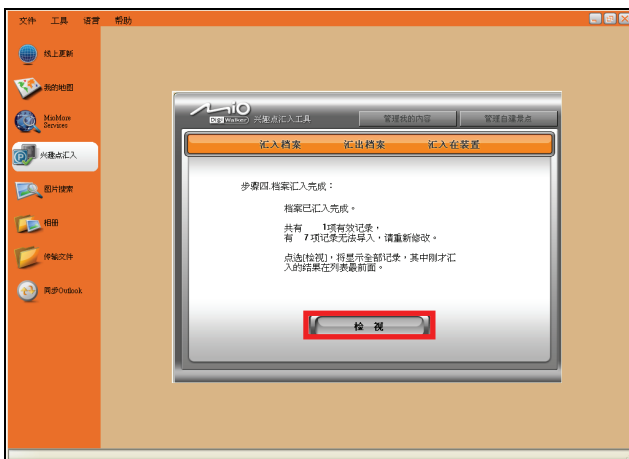 文件 工具 语言 帮助
线上更新
我的地图
MioMore
Services
兴趣点汇入
图片搜索
相册
传输文件
同步Outlook
Mio
DigiWalker 兴趣点汇入工具 管理我的内容 管理自建景点
汇入档案 汇出档案 汇入在装置
步骤四.档案汇入完成：
档案已汇入完成。
共有 1项有效记录，
有 7项记录无法导入，请重新修改。
点选[检视]，将显示全部记录，其中刚才汇
入的结果在列表最前面。
检 视